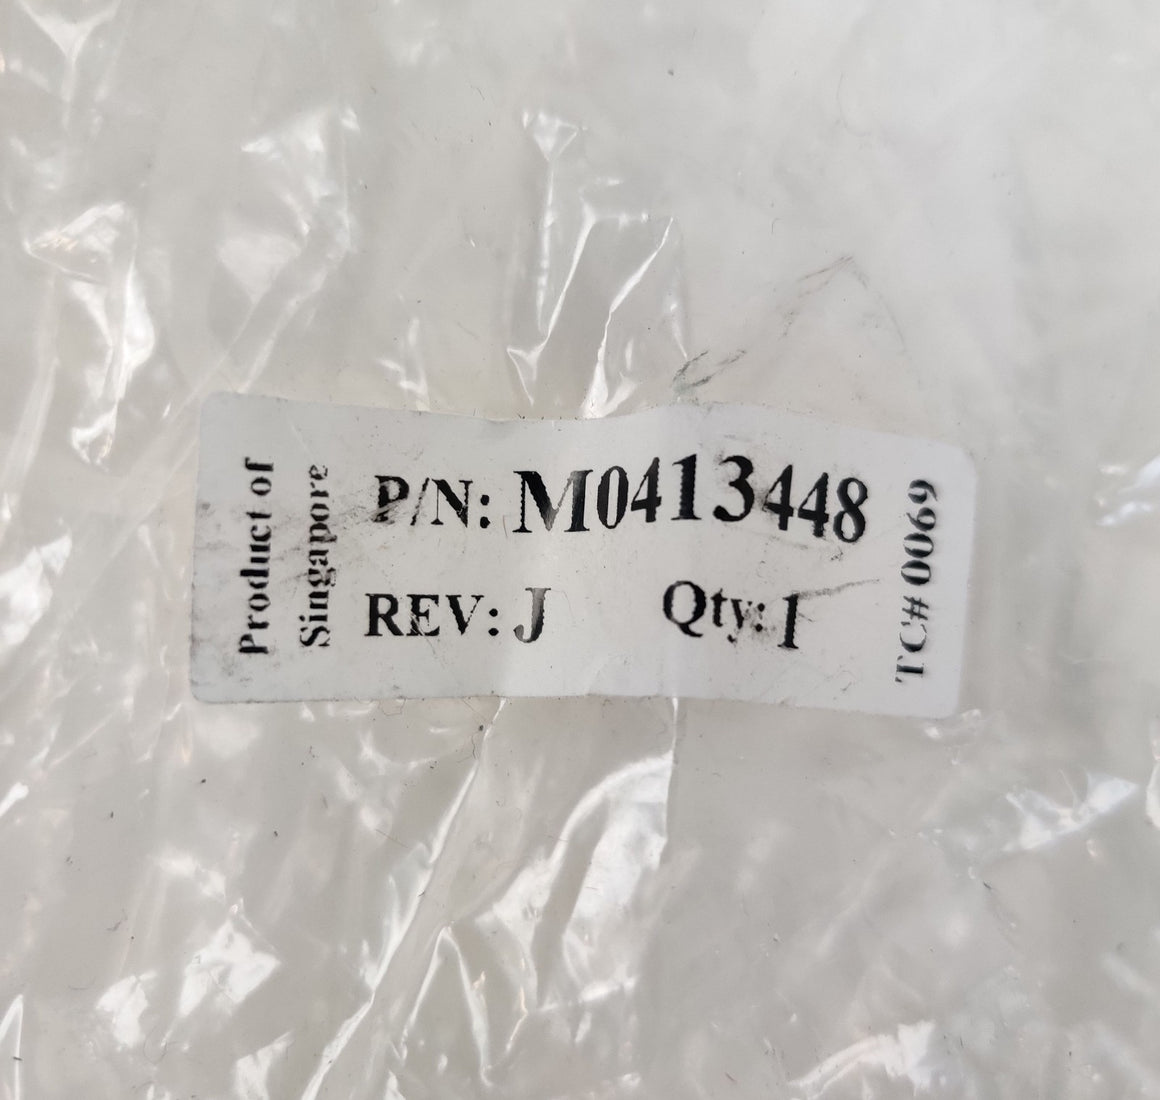 Product of
Singapore
P/N: M0413448
REV: J Qty: 1
TC# 0069